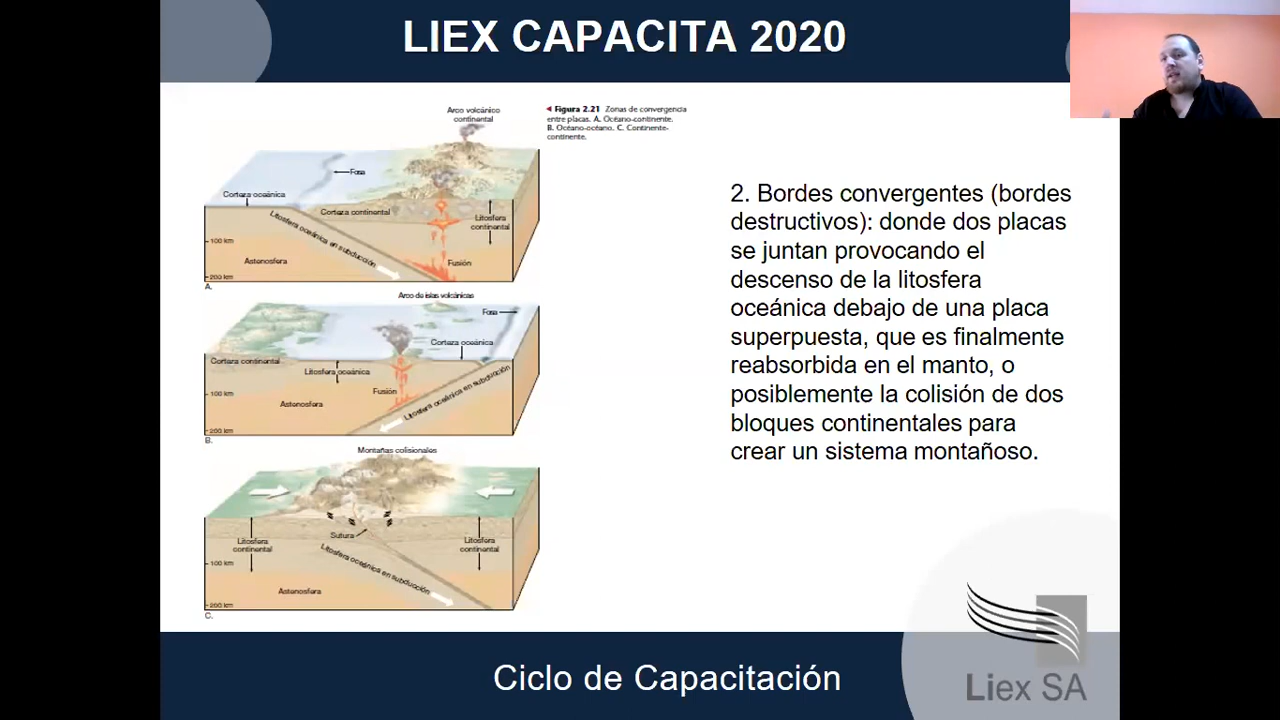 LIEX CAPACITA 2020
Arco volcánico
continental
◄ Figura 2.21 Zonas de convergencia
entre placas. A. Océano-continente.
B. Océano-océano. C. Continente-
continente.
Fosa
Corteza oceánica
Corteza continental
Litosfera
continental
Litosfera oceánica en subducción
100 km
Astenosfera
Fusión
200 km
A.
Arco de islas volcánicas
Fosa
Corteza oceánica
Corteza continental
Litosfera oceánica
Fusión
Litosfera oceánica en subducción
100 km
Astenosfera
200 km
B.
Montañas colisionales
Sutura
Litosfera
continental
Litosfera
continental
Litosfera oceánica en subducción
100 km
Astenosfera
200 km
C.
2. Bordes convergentes (bordes
destructivos): donde dos placas
se juntan provocando el
descenso de la litosfera
oceánica debajo de una placa
superpuesta, que es finalmente
reabsorbida en el manto, o
posiblemente la colisión de dos
bloques continentales para
crear un sistema montañoso.
Ciclo de Capacitación
Liex SA